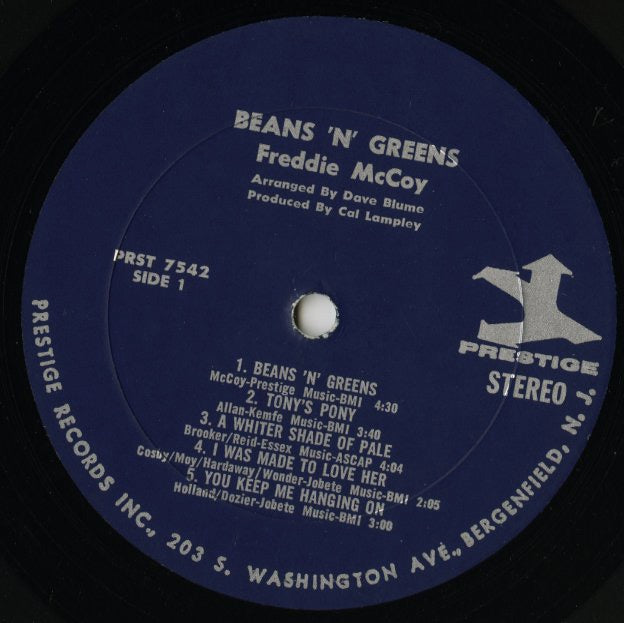 BEANS 'N' GREENS
Freddie McCoy
Arranged By Dave Blume
Produced By Cal Lampley
PRST 7542
SIDE 1
PRESTIGE
STEREO
1. BEANS 'N' GREENS
McCoy-Prestige Music-BMI 4:30
2. TONY'S PONY
Allan-Kemfe Music-BMI 3:40
3. A WHITER SHADE OF PALE
Brooker/Reid-Essex Music-ASCAP 4:04
4. I WAS MADE TO LOVE HER
Cosby/Moy/Hardaway/Wonder-Jobete Music-BMI 2:05
5. YOU KEEP ME HANGING ON
Holland/Dozier-Jobete Music-BMI 3:00
PRESTIGE RECORDS INC., 203 S. WASHINGTON AVE., BERGENFIELD, N. J.